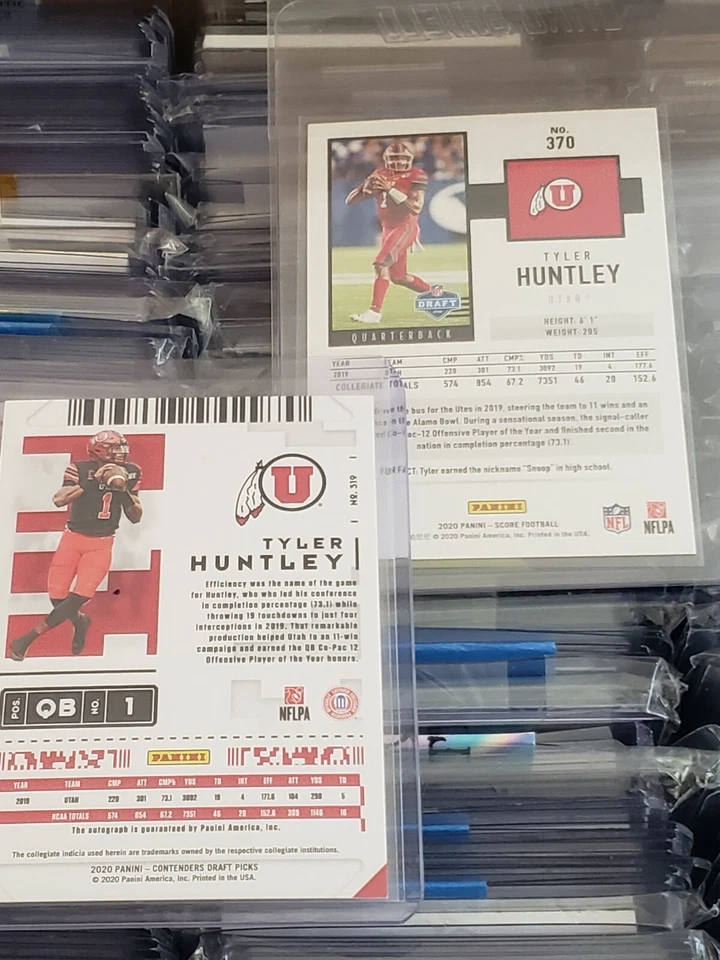 NO.
370
DRAFT
QUARTERBACK
TYLER
HUNTLEY
UTAH
HEIGHT: 6' 1"
WEIGHT: 205
YEAR TEAM CMP ATT CMP% YDS TD INT EFF
2019 UTAH 220 301 73.1 3092 19 4 177.6
COLLEGIATE TOTALS 574 854 67.2 7351 46 20 152.6
bus for the Utes in 2019, steering the team to 11 wins and an
the Alamo Bowl. During a sensational season, the signal-caller
Pac-12 Offensive Player of the Year and finished second in the
nation in completion percentage (73.1).
FUN FACT: Tyler earned the nickname "Snoop" in high school.
PANINI
2020 PANINI – SCORE FOOTBALL
© 2020 Panini America, Inc. Printed in the USA.
NFL
NFLPA
U
NO. 319
TYLER
HUNTLEY
Efficiency was the name of the game
for Huntley, who who led his conference
in completion percentage (73.1) while
throwing 19 touchdowns to just four
interceptions in 2019. That remarkable
production helped Utah to an 11-win
campaign and earned the QB Co-Pac 12
Offensive Player of the Year honors.
POS. QB NO. 1
NFLPA
PANINI
YEAR TEAM CMP ATT CMP% YDS TD INT EFF ATT YDS TD
2019 UTAH 220 301 73.1 3092 19 4 177.6 104 290 5
NCAA TOTALS 574 854 67.2 7351 46 20 152.6 1146 16
The autograph is guaranteed by Panini America, Inc.
The collegiate indicia used herein are trademarks owned by the respective collegiate institutions.
2020 PANINI – CONTENDERS DRAFT PICKS
© 2020 Panini America, Inc. Printed in the USA.